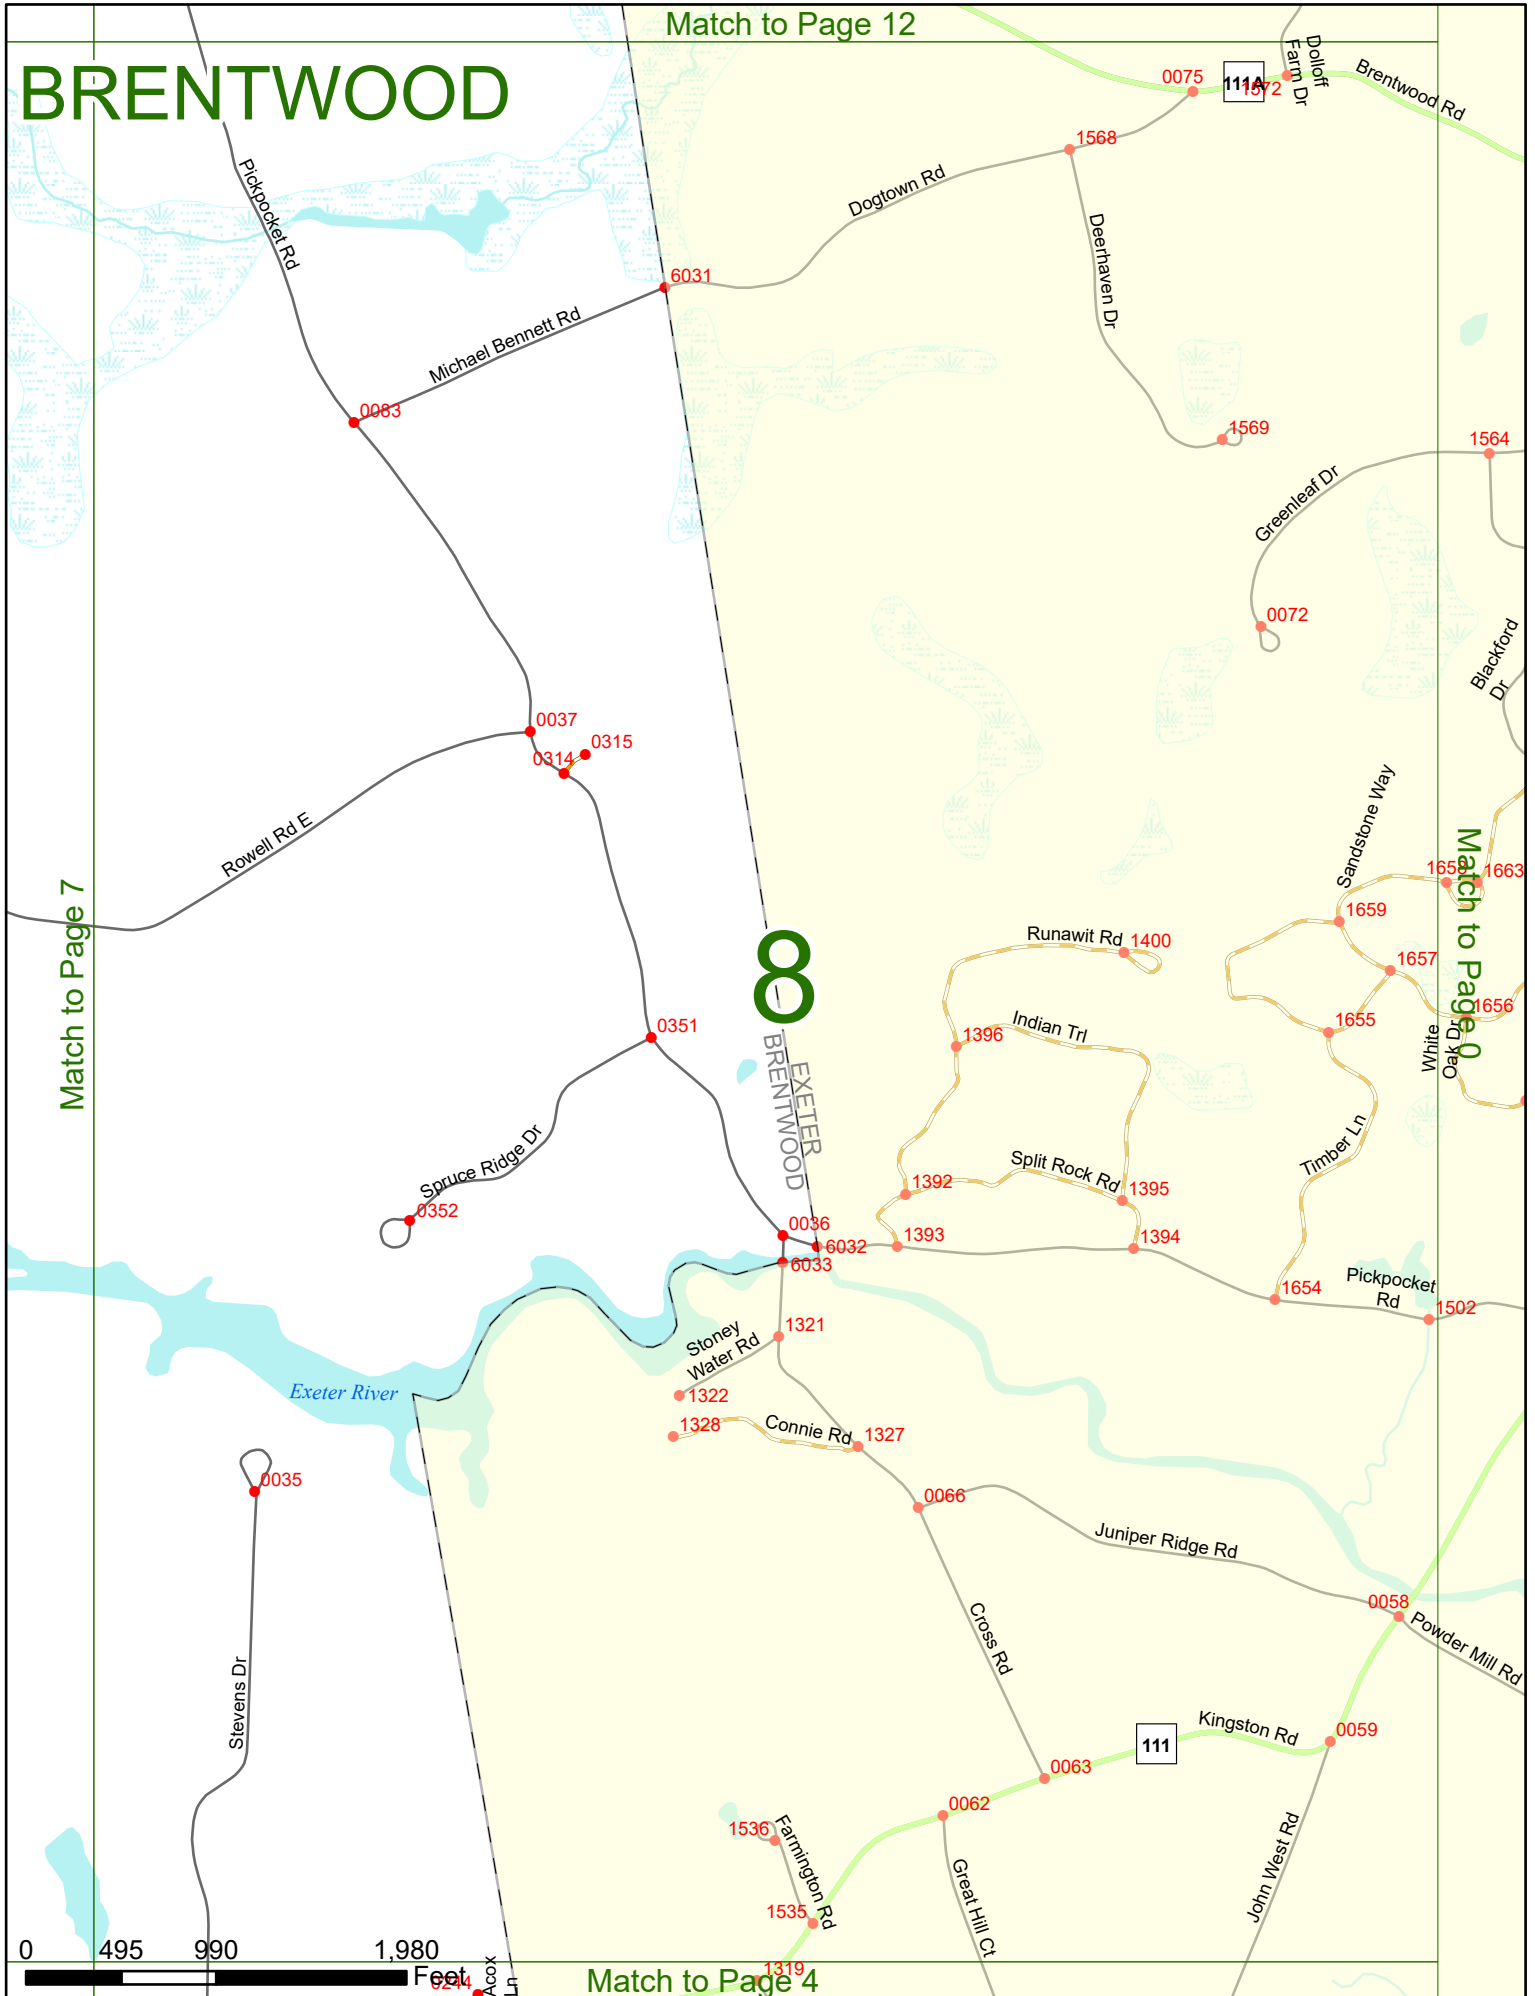 Match to Page 12
BRENTWOOD
Dolloff
Farm Dr
Brentwood Rd
0075
111A
1572
1568
Dogtown Rd
Pickpocket Rd
Deerhaven Dr
6031
Michael Bennett Rd
0083
1569
1564
Greenleaf Dr
0072
Blackford
Dr
0037
0315
0314
Sandstone Way
Rowell Rd E
Match to Page 7
Match to Page 0
1658
1663
1659
8
Runawit Rd
1400
1657
1656
Indian Trl
1396
1655
White
Oak Dr
0351
EXETER
BRENTWOOD
Timber Ln
Spruce Ridge Dr
Split Rock Rd
1392
1395
0352
0036
6032
1393
1394
6033
1654
Pickpocket
Rd
1502
1321
Stoney
Water Rd
Exeter River
1322
1328
Connie Rd
1327
0035
0066
Juniper Ridge Rd
0058
Powder Mill Rd
Cross Rd
Stevens Dr
Kingston Rd
111
0059
0063
0062
1536
Farmington Rd
John West Rd
Great Hill Ct
1535
0 495 990 1,980
Feet
0244
Acox
Ln
1319
Match to Page 4